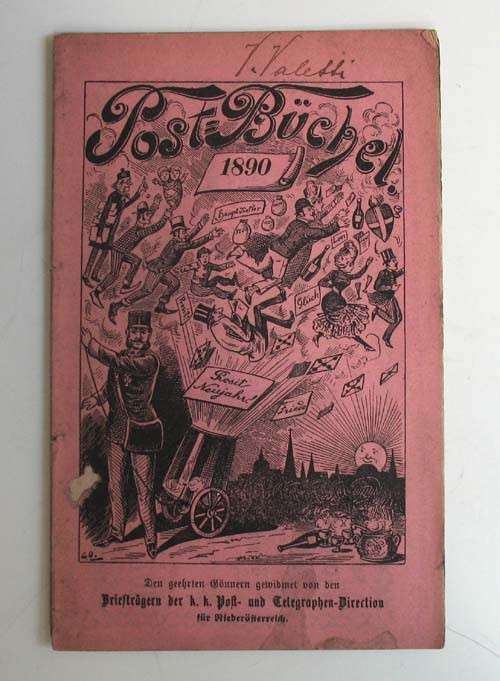 V. Valetti
Post=Büchel.
1890
Haupttreffer
Glück
Prosit
Neujahr!
Friede
Den geehrten Gönnern gewidmet von den
Briefträgern der k. k. Post- und Telegraphen-Direction
für Niederösterreich.